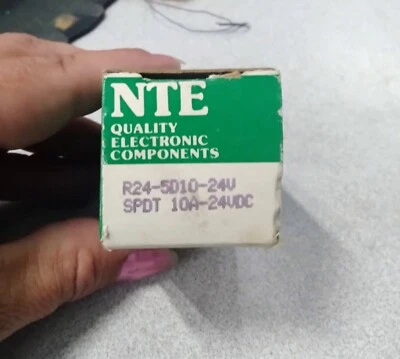 NTE
QUALITY
ELECTRONIC
COMPONENTS
R24-5D10-24V
SPDT 10A-24VDC